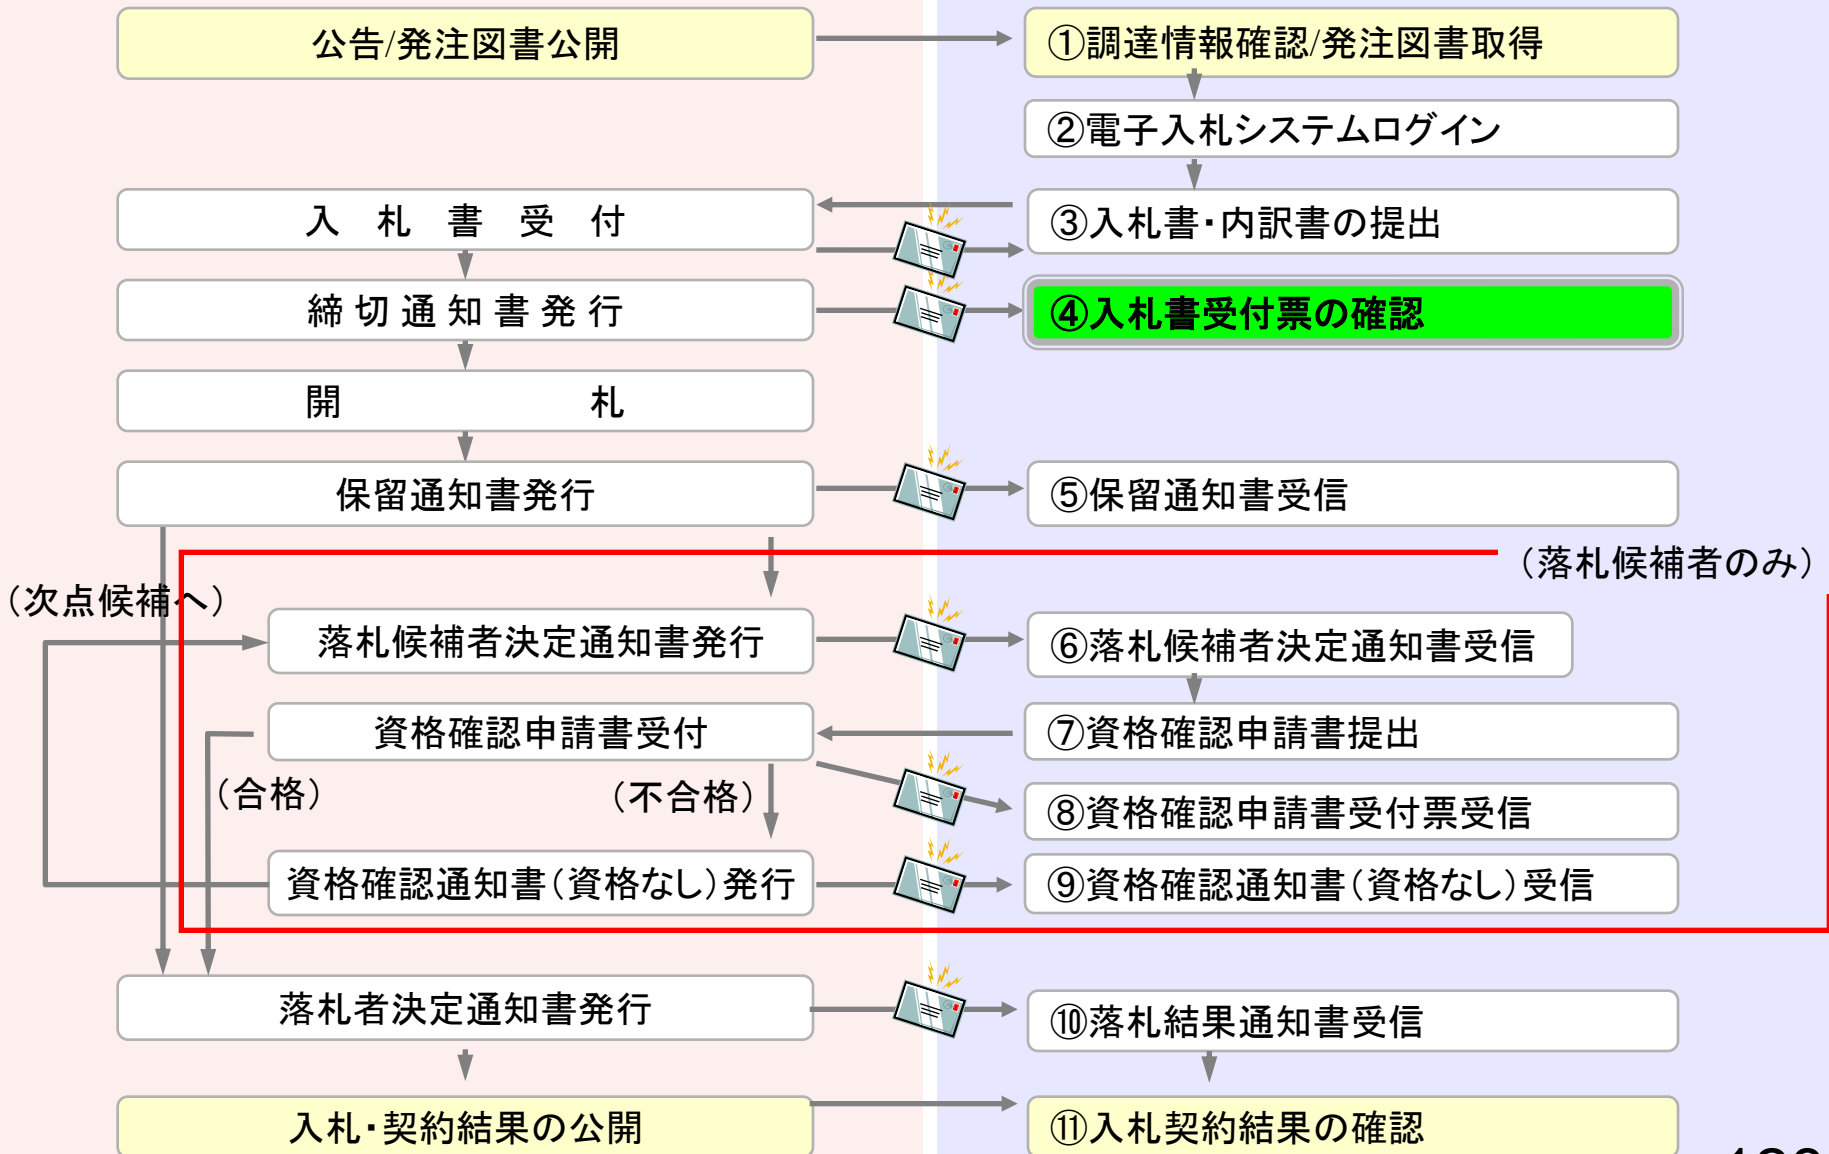 公告/発注図書公開
①調達情報確認/発注図書取得
②電子入札システムログイン
入札書受付
③入札書・内訳書の提出
締切通知書発行
④入札書受付票の確認
開札
保留通知書発行
⑤保留通知書受信
（落札候補者のみ）
（次点候補へ）
落札候補者決定通知書発行
⑥落札候補者決定通知書受信
資格確認申請書受付
⑦資格確認申請書提出
（合格）
（不合格）
⑧資格確認申請書受付票受信
資格確認通知書（資格なし）発行
⑨資格確認通知書（資格なし）受信
落札者決定通知書発行
⑩落札結果通知書受信
入札・契約結果の公開
⑪入札契約結果の確認